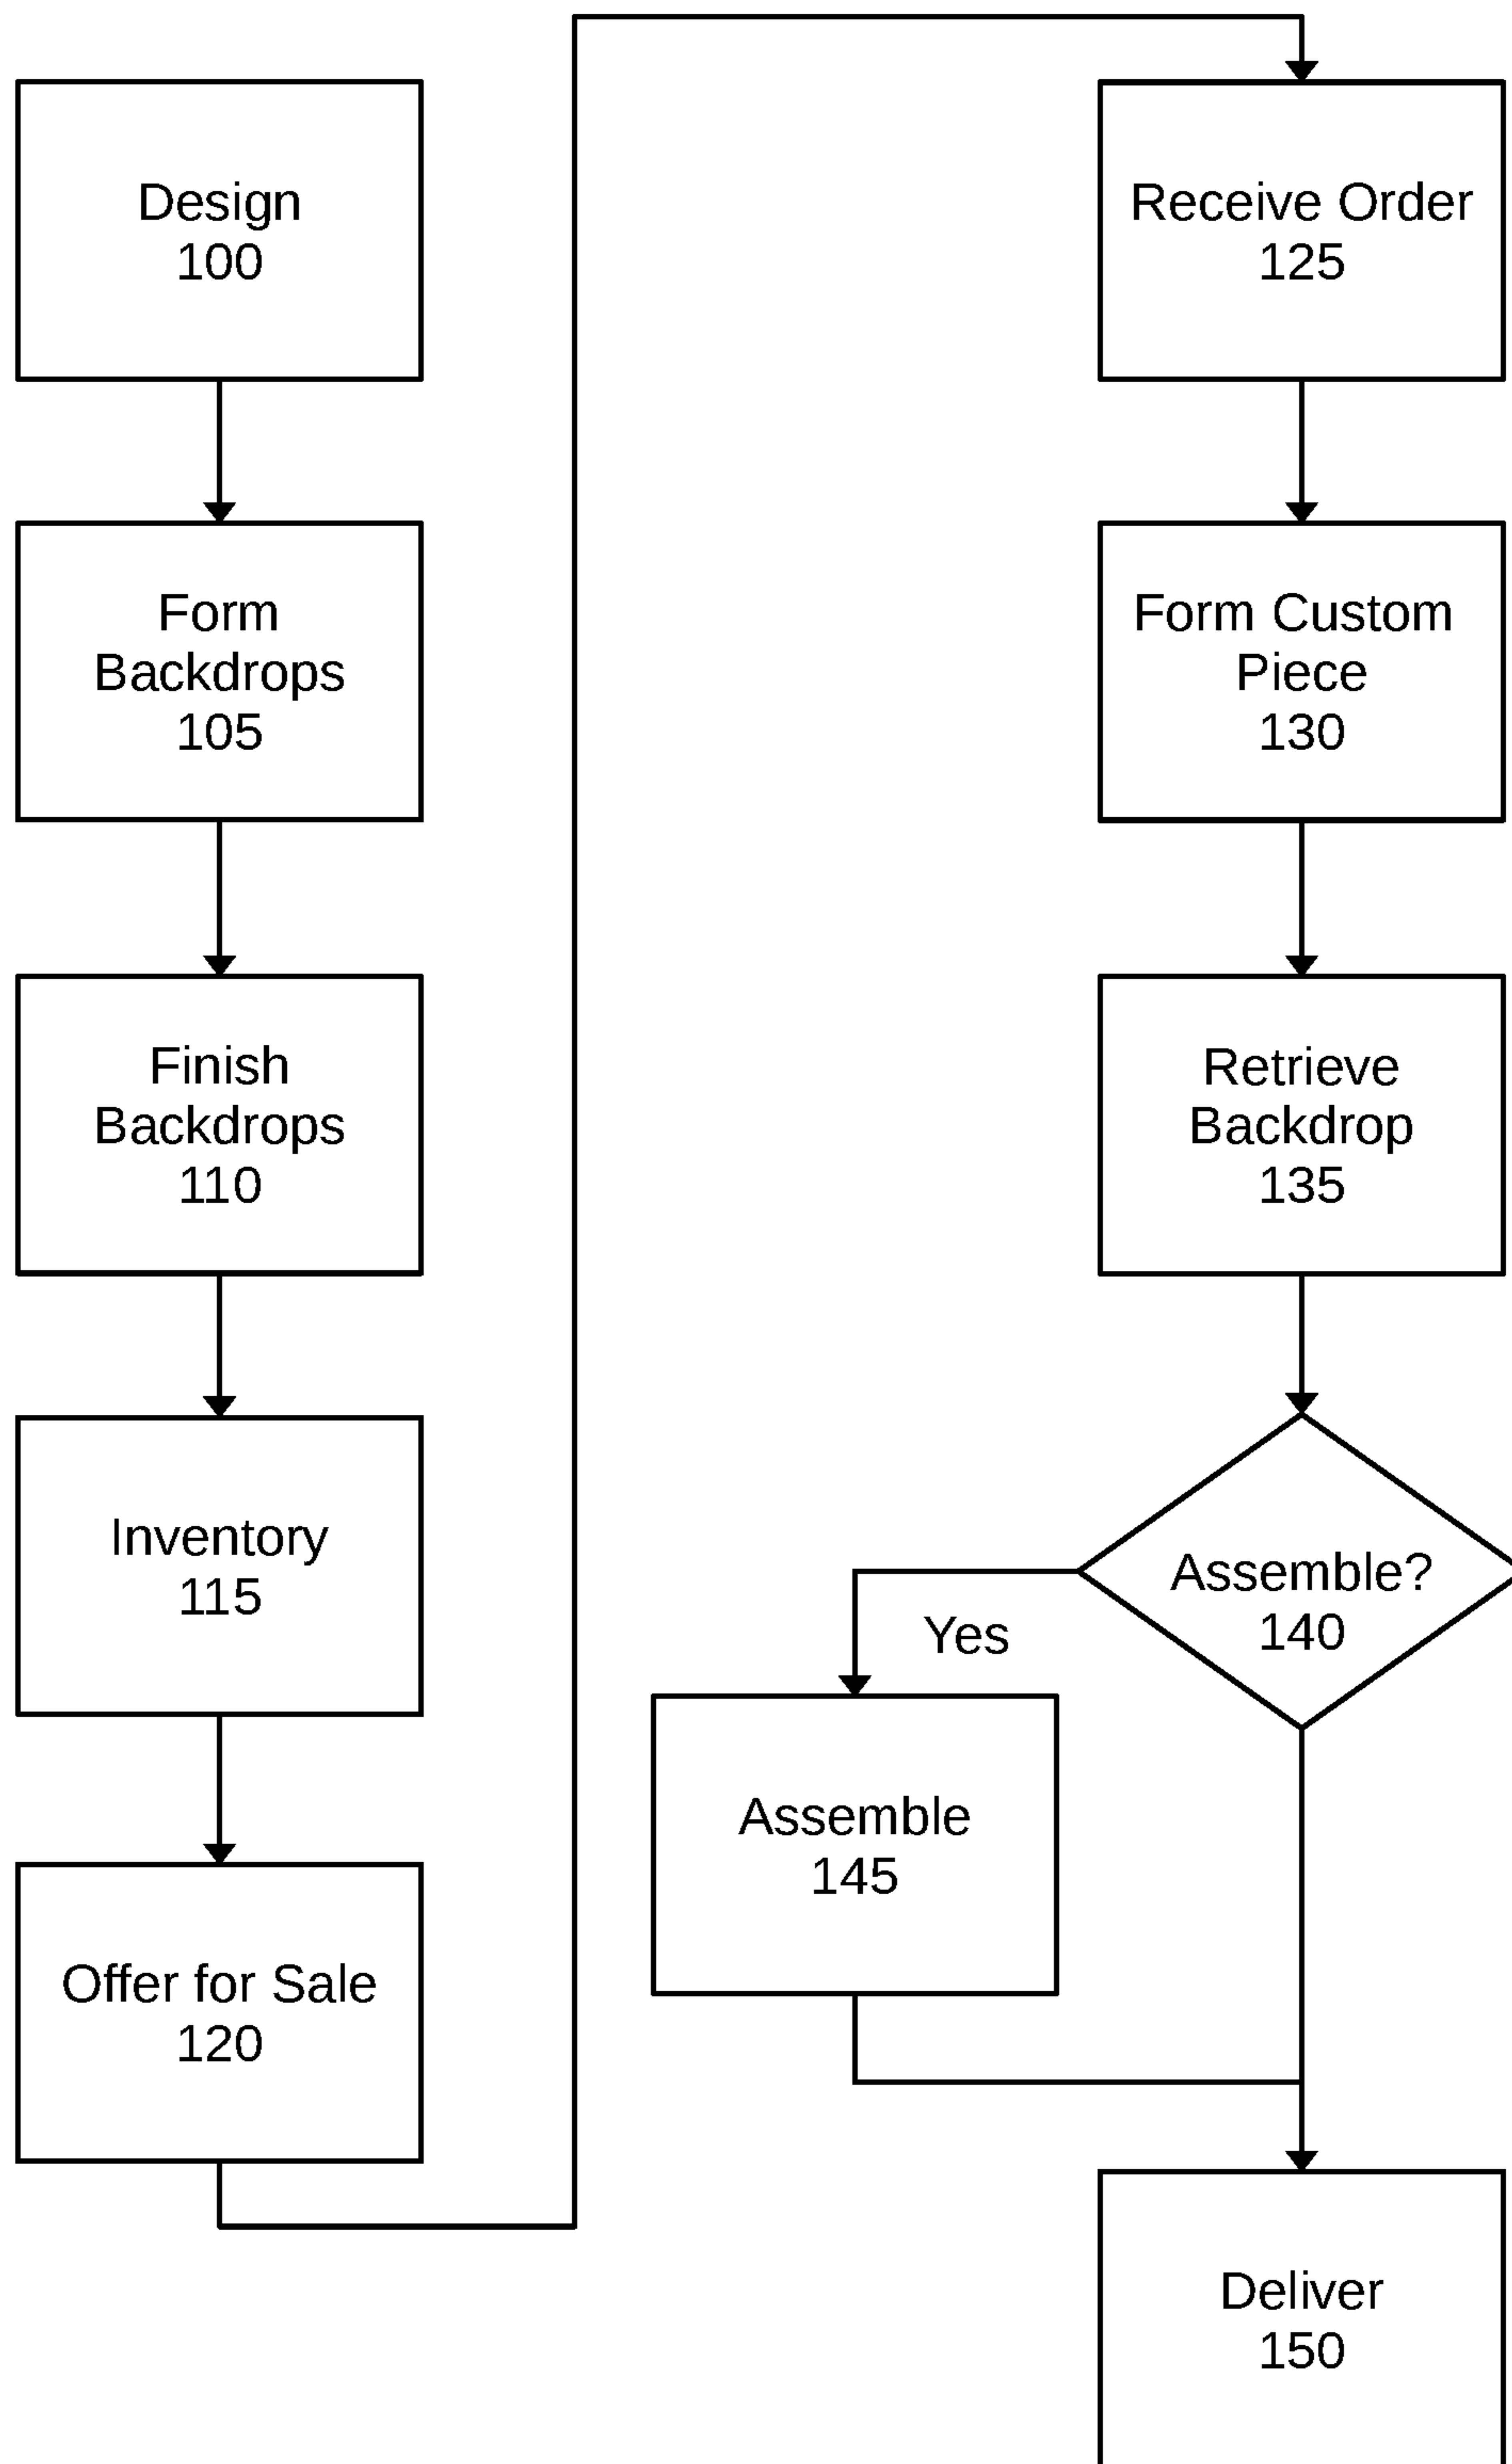 Design
100
Form
Backdrops
105
Finish
Backdrops
110
Inventory
115
Offer for Sale
120
Receive Order
125
Form Custom
Piece
130
Retrieve
Backdrop
135
Assemble?
140
Yes
Assemble
145
Deliver
150